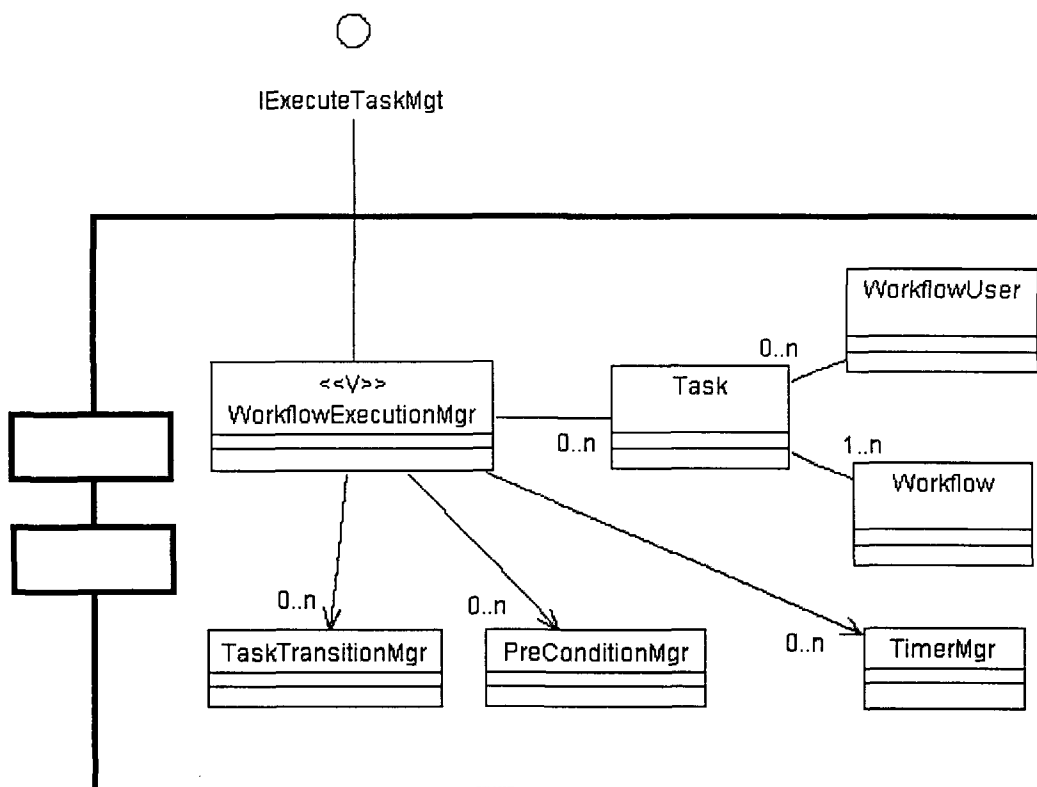 IExecuteTaskMgt
WorkflowUser
0..n
<<V>>
WorkflowExecutionMgr
Task
0..n
1..n
Workflow
0..n
0..n
0..n
TaskTransitionMgr
PreConditionMgr
TimerMgr